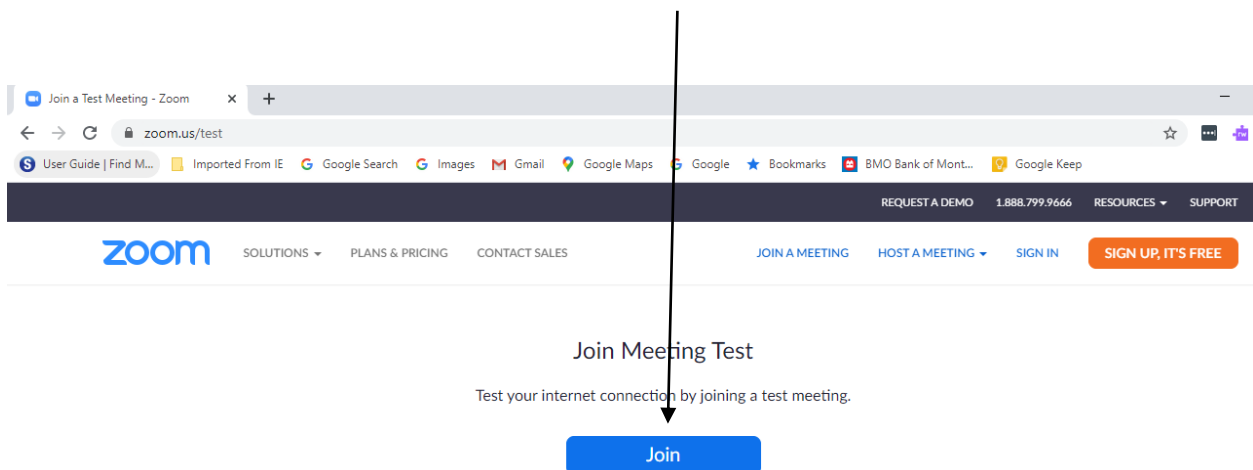 Join a Test Meeting - Zoom
zoom.us/test
User Guide | Find M... Imported From IE Google Search Images Gmail Google Maps Google Bookmarks BMO Bank of Mont... Google Keep
REQUEST A DEMO 1.888.799.9666 RESOURCES SUPPORT
zoom SOLUTIONS PLANS & PRICING CONTACT SALES JOIN A MEETING HOST A MEETING SIGN IN SIGN UP, IT'S FREE
Join Meeting Test
Test your internet connection by joining a test meeting.
Join